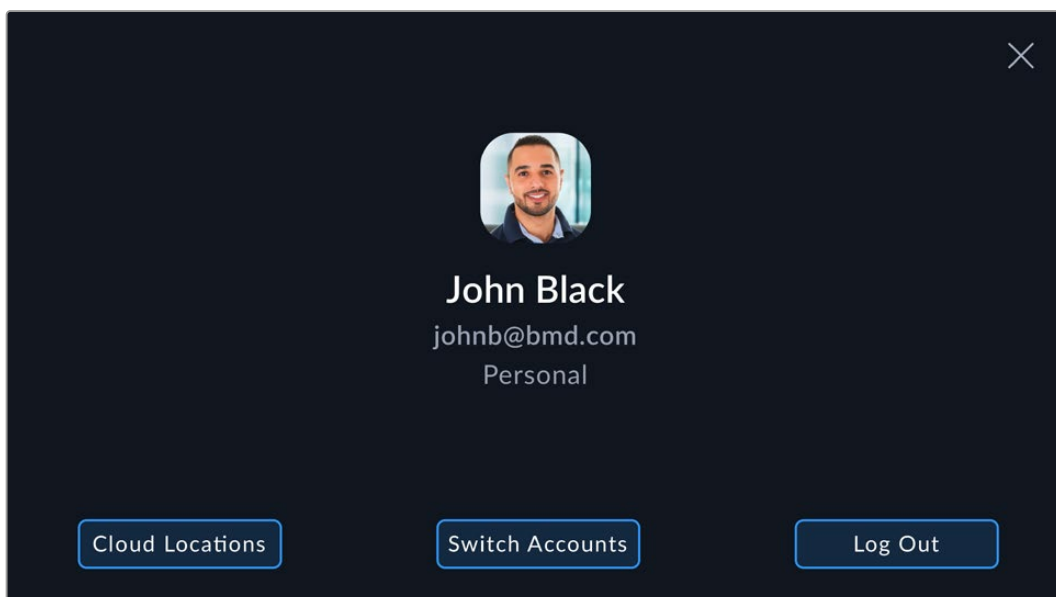 John Black
johnb@bmd.com
Personal
Cloud Locations
Switch Accounts
Log Out